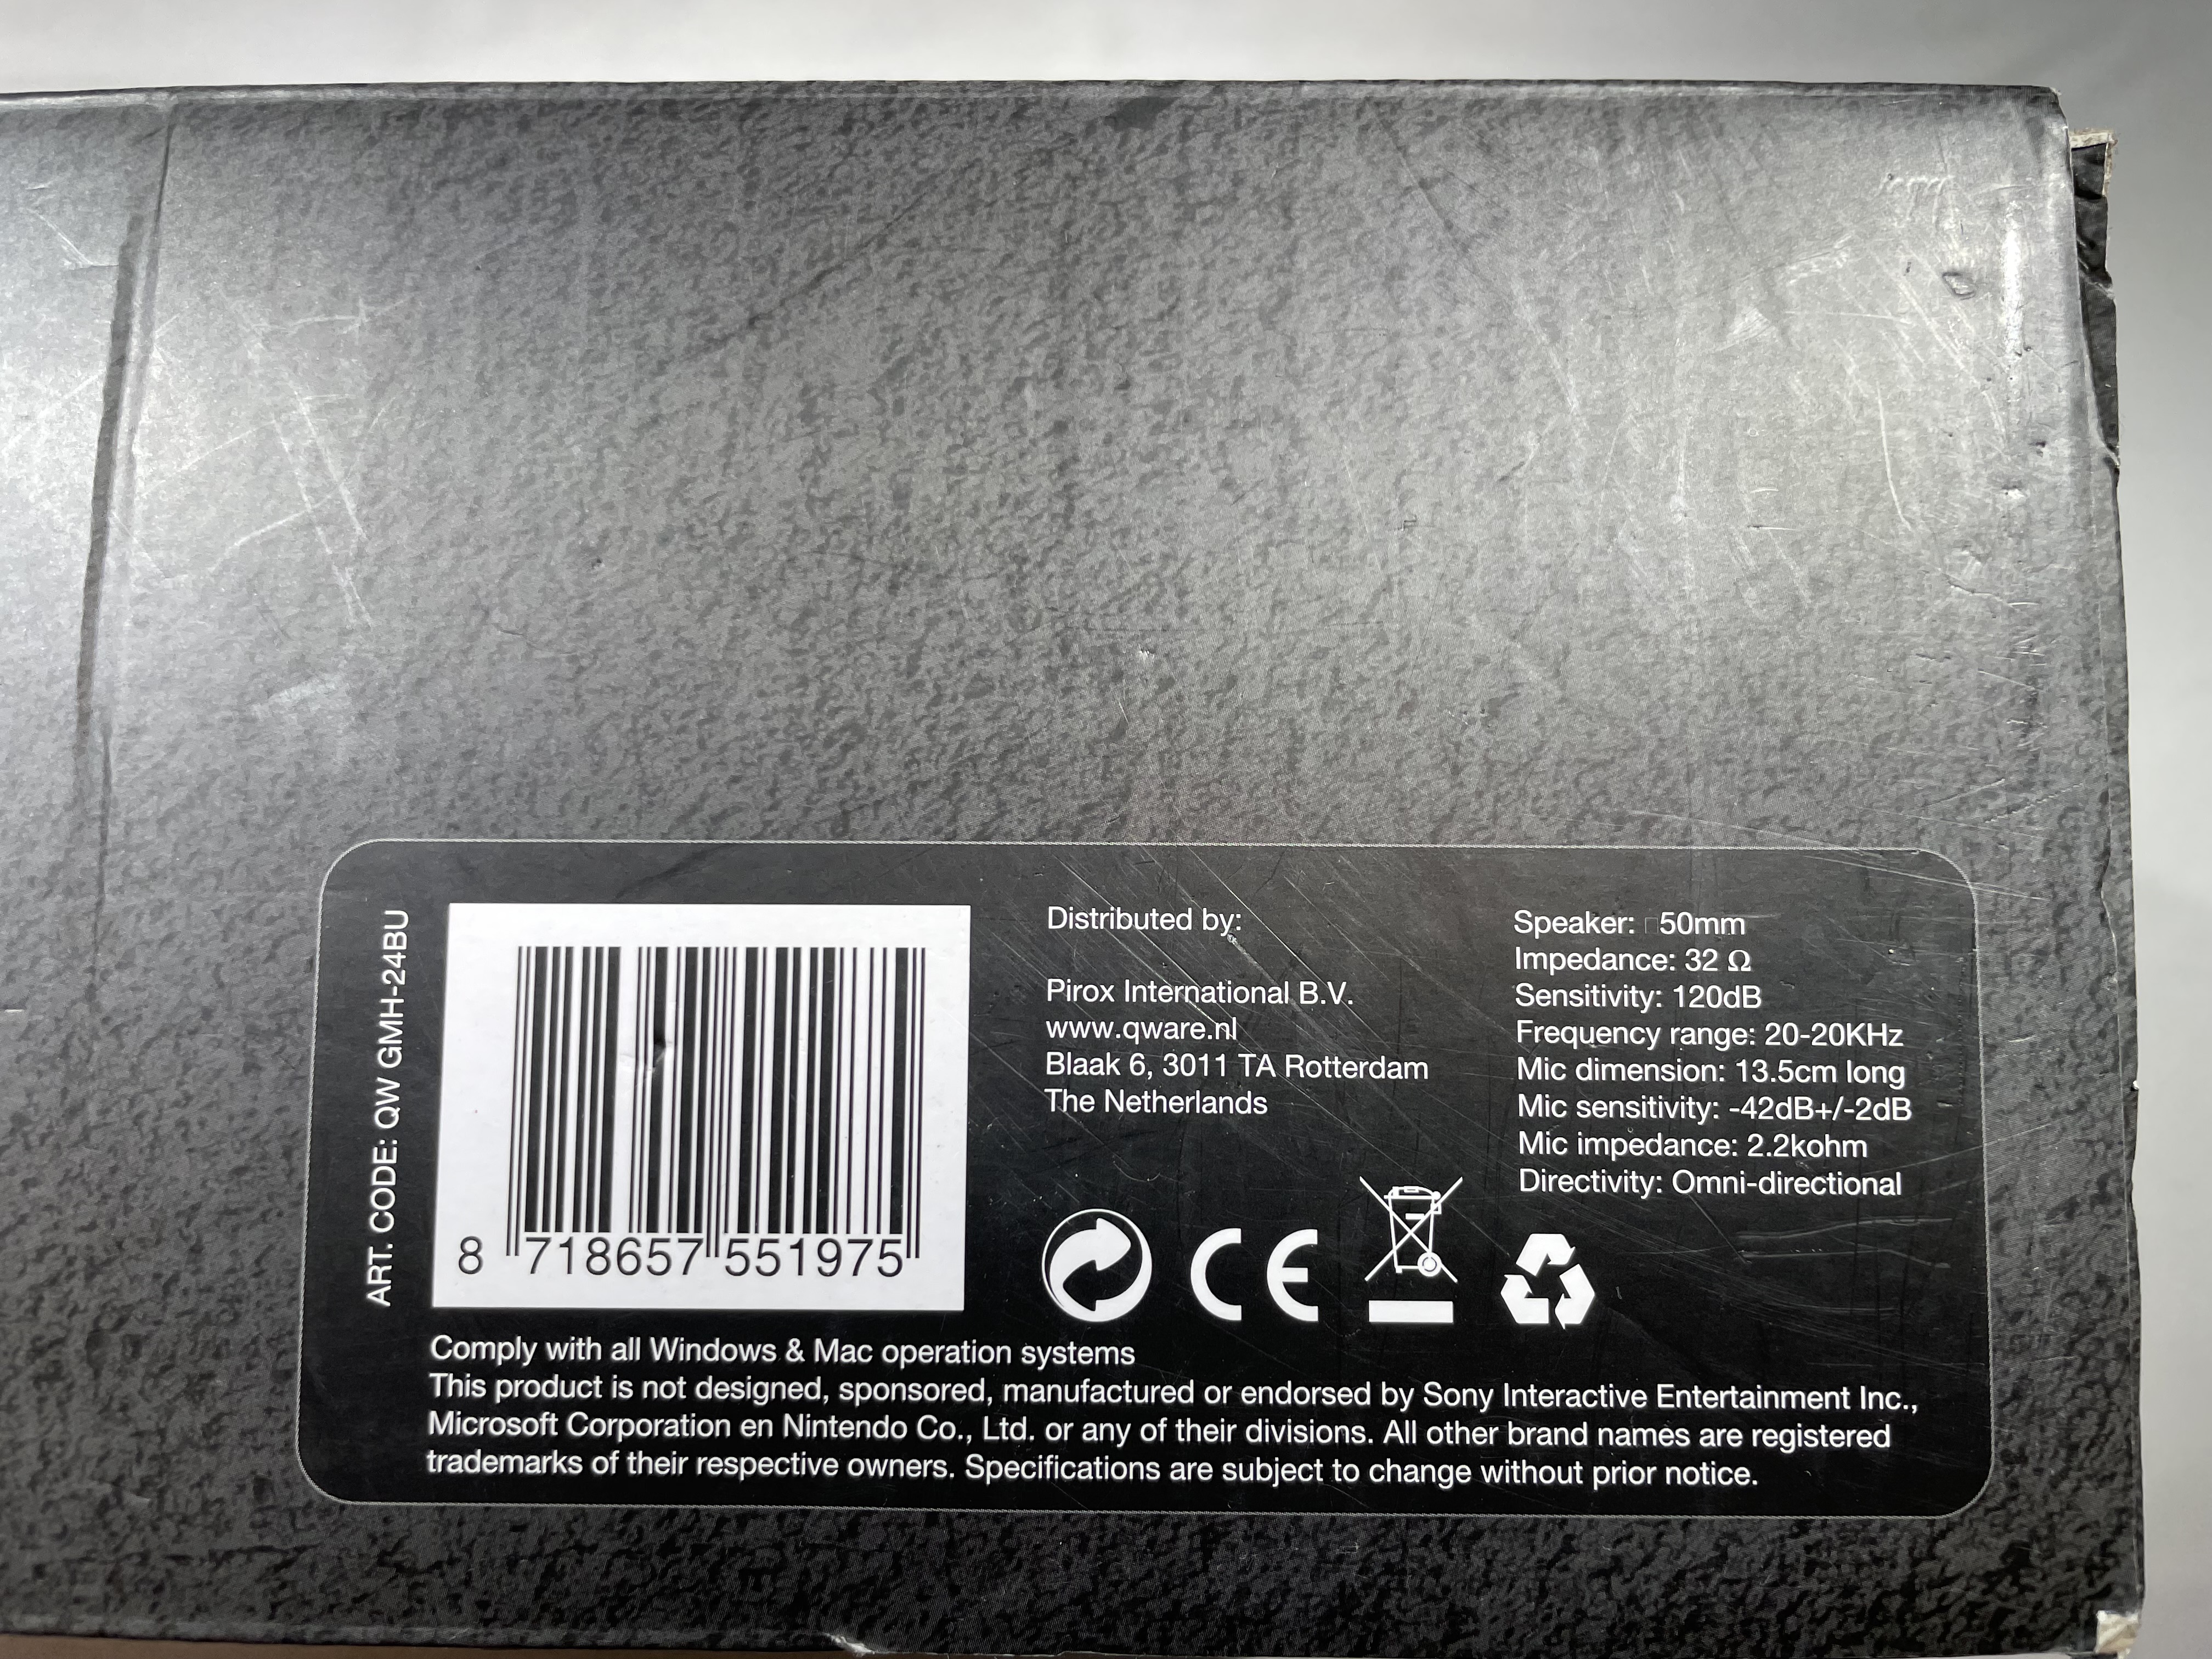 ART. CODE: QW GMH-24BU
8 718657 551975
Distributed by:
Pirox International B.V.
www.qware.nl
Blaak 6, 3011 TA Rotterdam
The Netherlands
Speaker: □50mm
Impedance: 32 Ω
Sensitivity: 120dB
Frequency range: 20-20KHz
Mic dimension: 13.5cm long
Mic sensitivity: -42dB+/-2dB
Mic impedance: 2.2kohm
Directivity: Omni-directional
CE
Comply with all Windows & Mac operation systems
This product is not designed, sponsored, manufactured or endorsed by Sony Interactive Entertainment Inc.,
Microsoft Corporation en Nintendo Co., Ltd. or any of their divisions. All other brand names are registered
trademarks of their respective owners. Specifications are subject to change without prior notice.